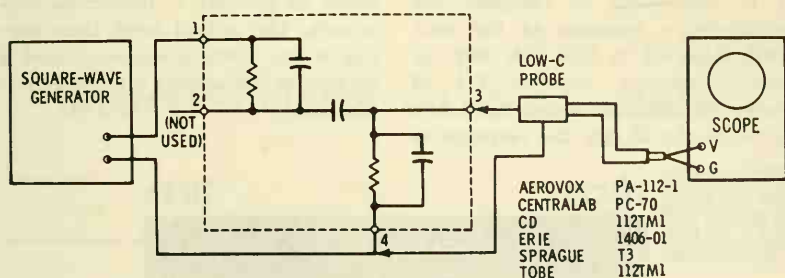 1
SQUARE-WAVE
GENERATOR
2
(NOT
USED)
3
4
LOW-C
PROBE
SCOPE
V
G
AEROVOX PA-112-1
CENTRALAB PC-70
CD 112TM1
ERIE 1406-01
SPRAGUE T3
TOBE 112TM1